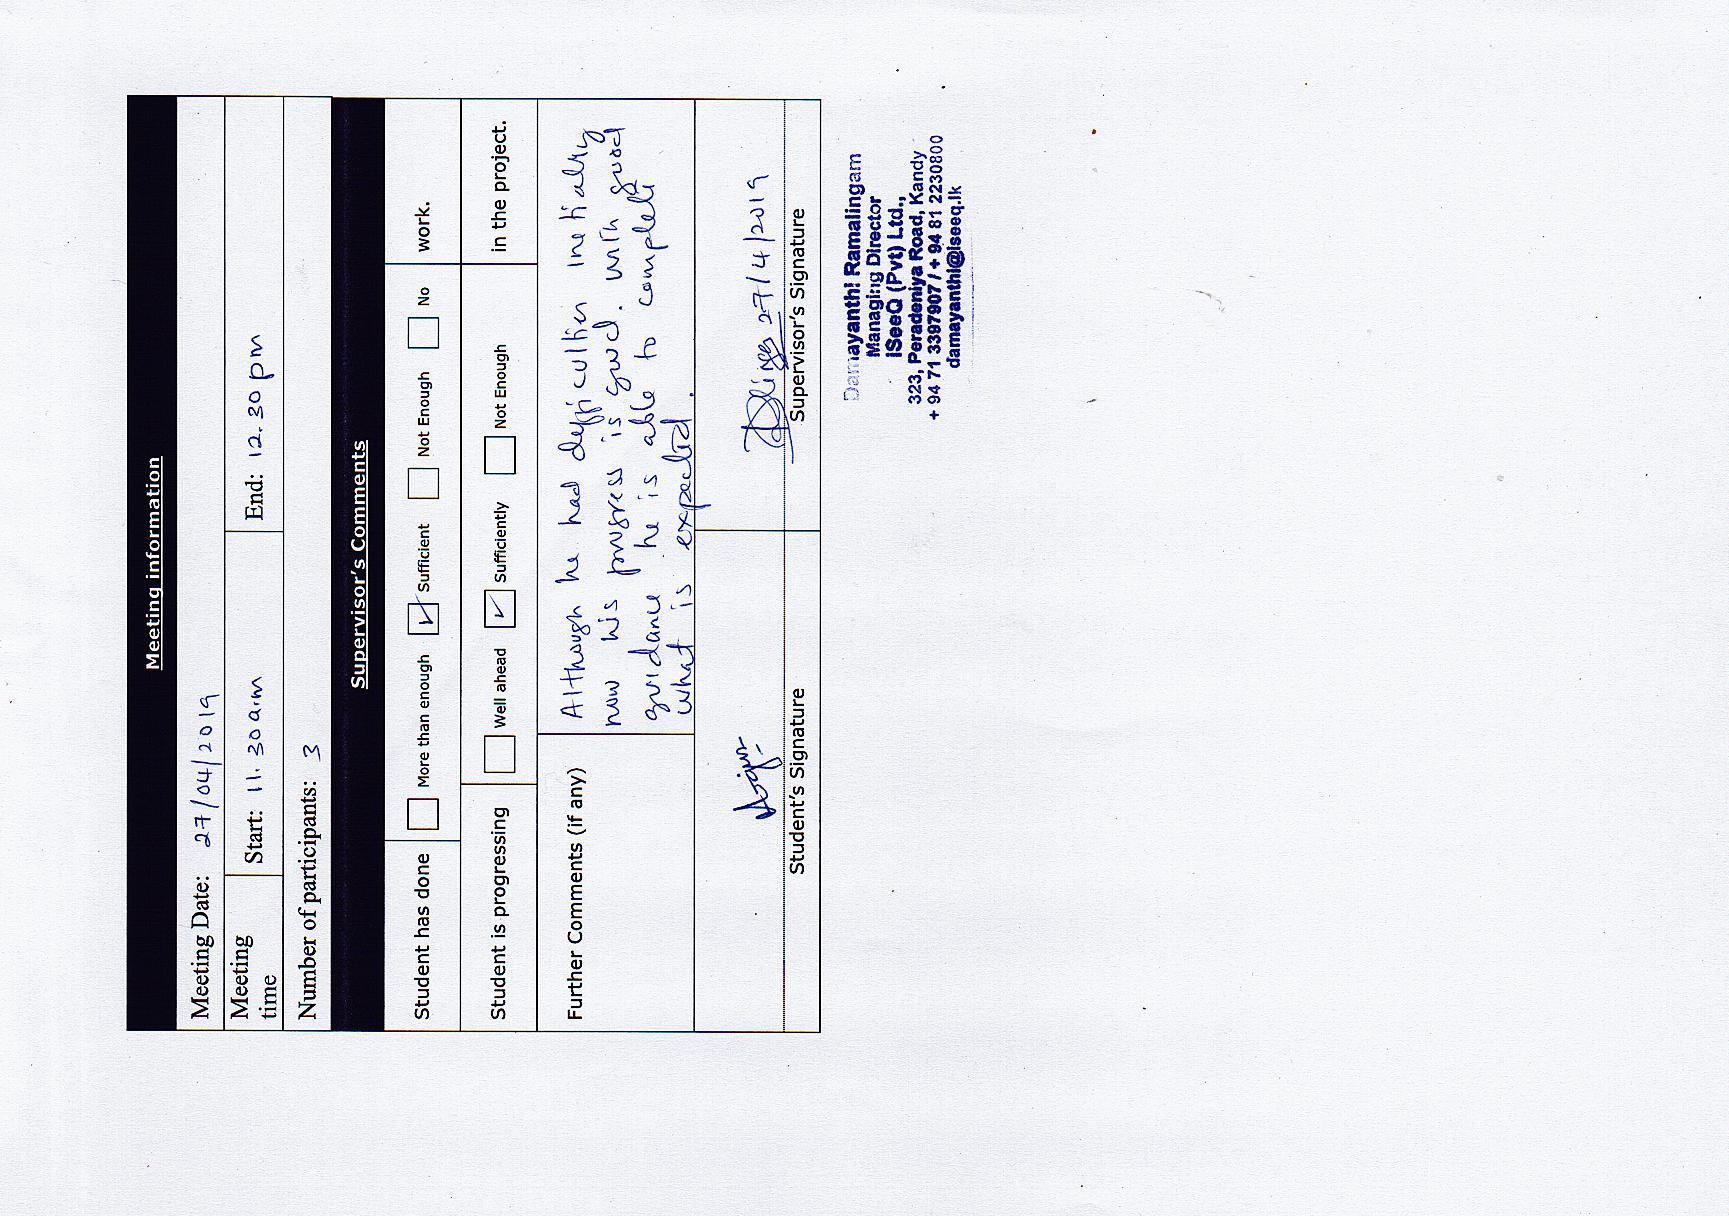 Meeting information
Meeting Date: 27/04/2019
Meeting time Start: 11.30 a.m End: 12.30 pm
Number of participants: 3
Supervisor's Comments
Student has done More than enough Sufficient Not Enough No work.
Student is progressing Well ahead Sufficiently Not Enough in the project.
Further Comments (if any) Although he had difficulties initially
now his progress is good. With good
guidance he is able to complete
what is expected.
27/4/2019
Student's Signature Supervisor's Signature
Damayanthi Ramalingam
Managing Director
iSeeQ (Pvt) Ltd.,
323, Peradeniya Road, Kandy
+ 94 71 3397907 / + 94 81 2230800
damayanthi@iseeq.lk